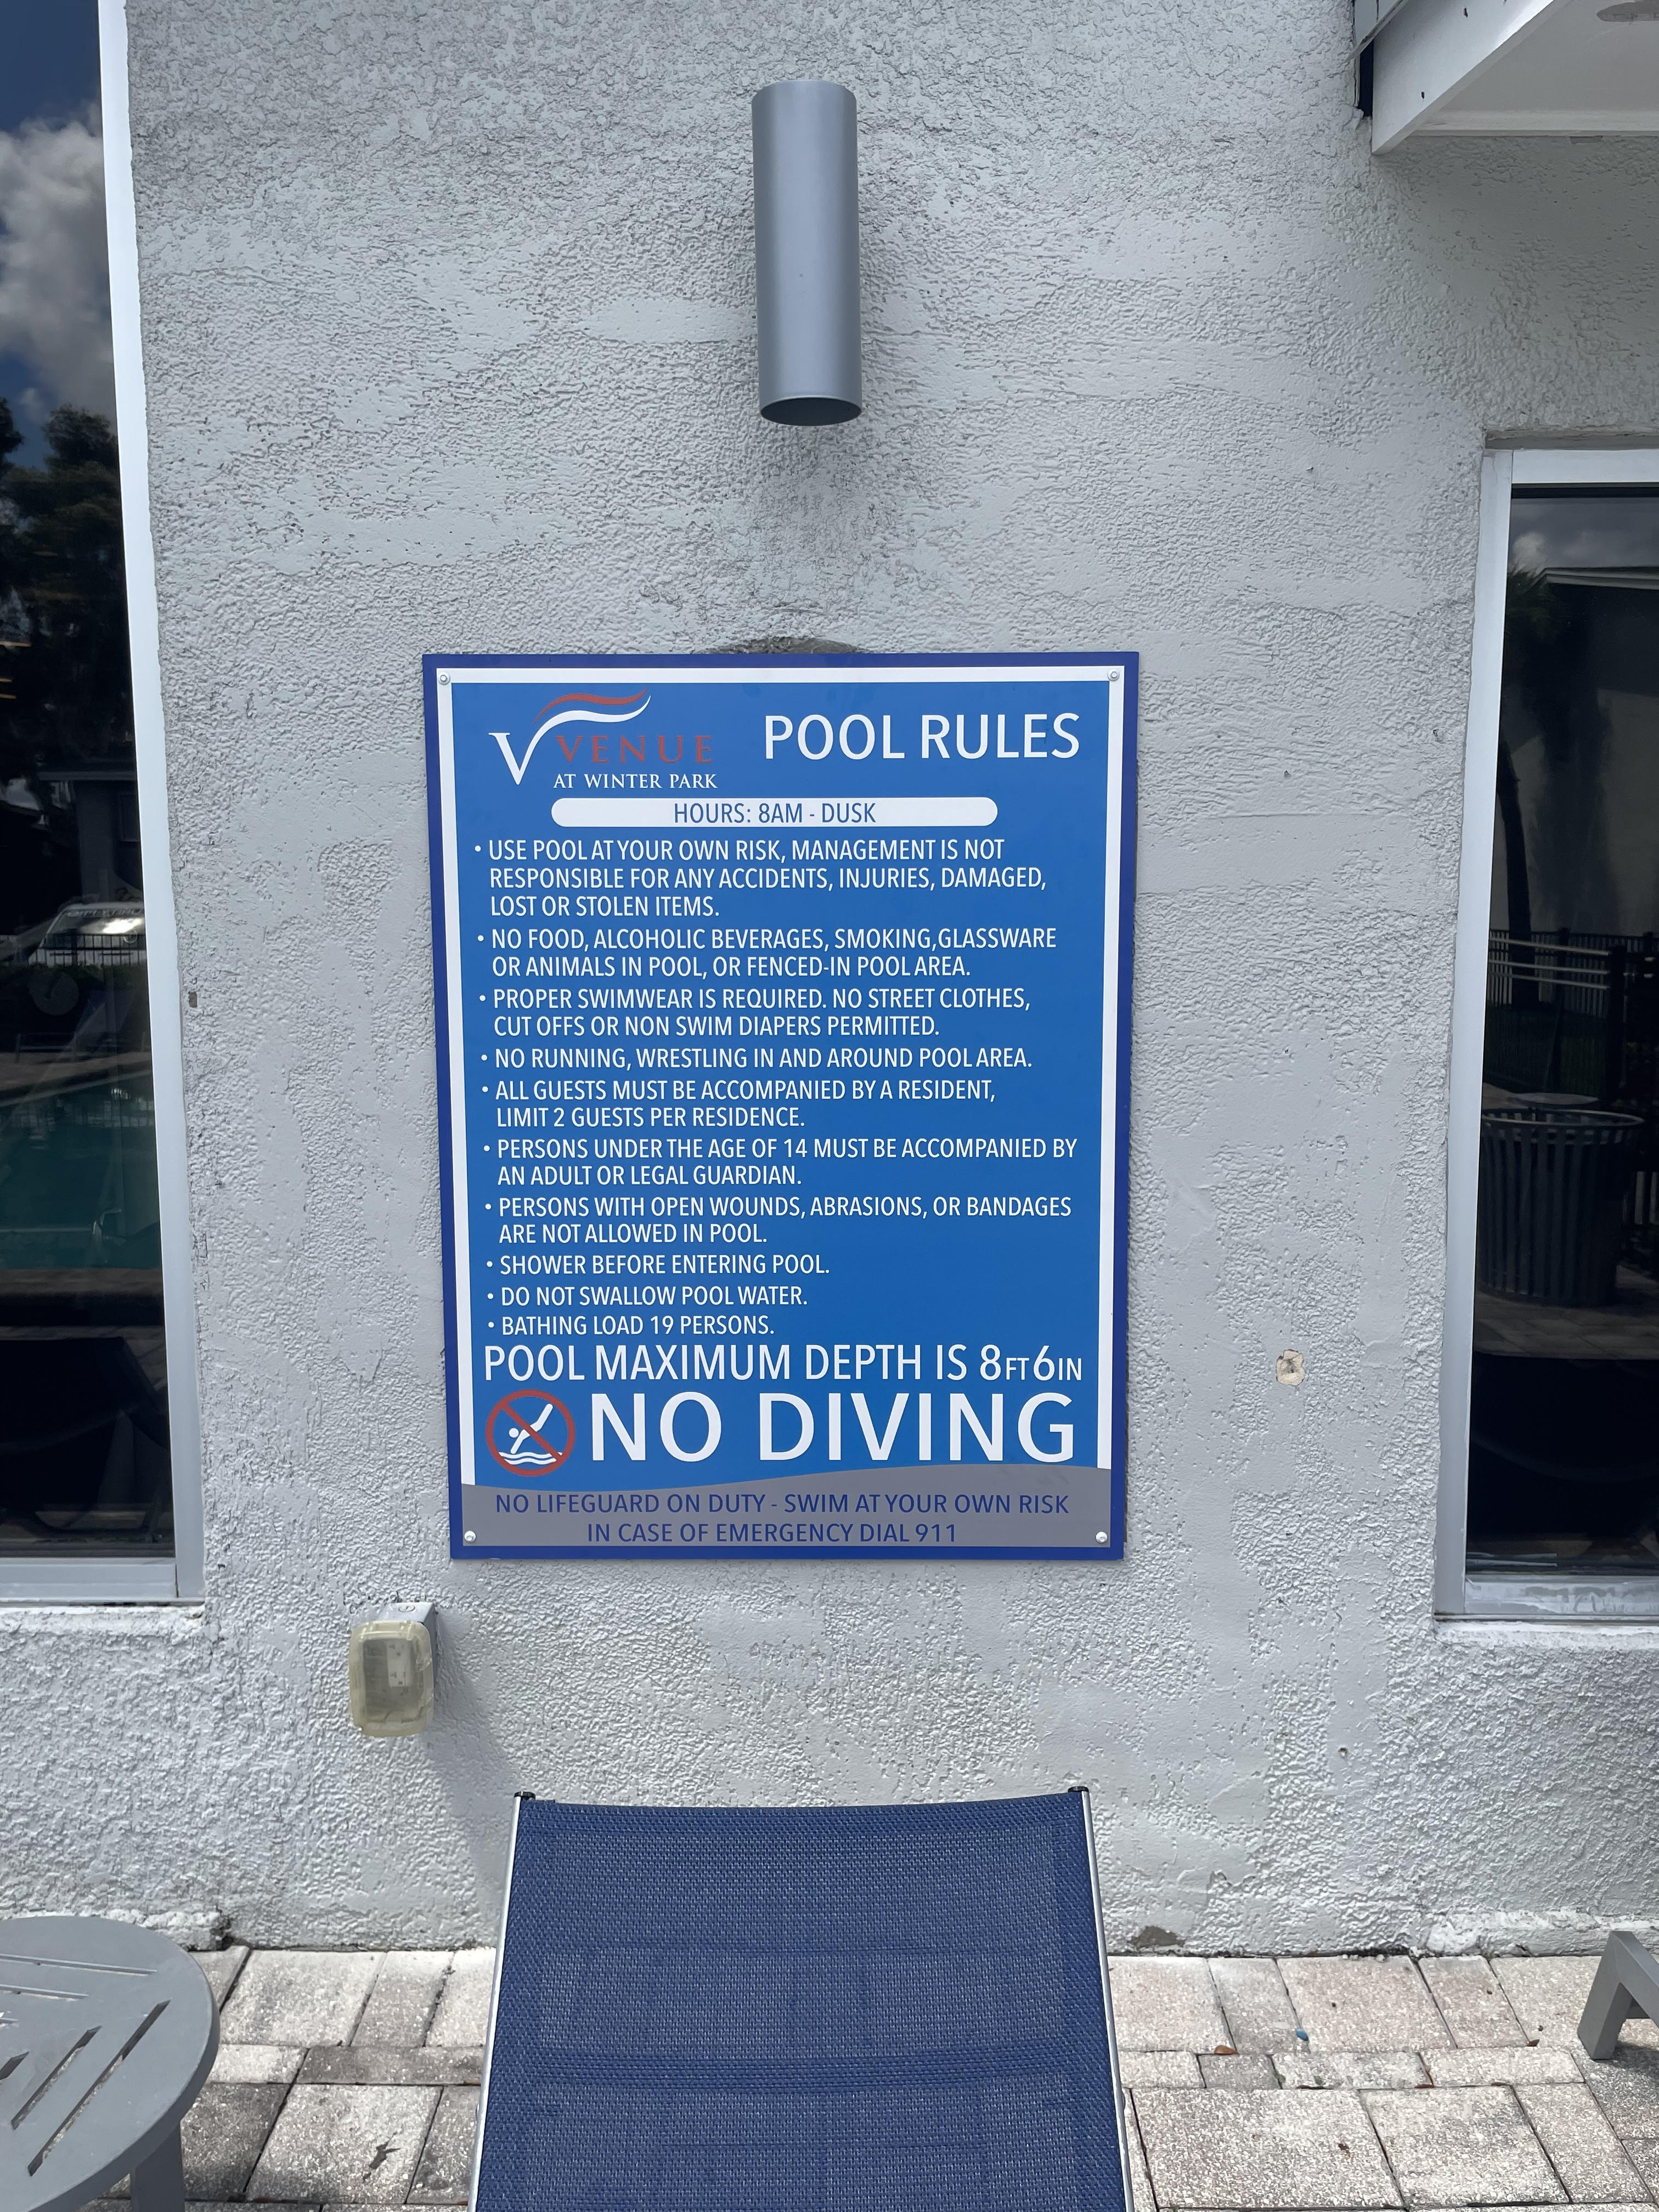 V VENUE
AT WINTER PARK
POOL RULES
HOURS: 8AM - DUSK
• USE POOL AT YOUR OWN RISK, MANAGEMENT IS NOT
RESPONSIBLE FOR ANY ACCIDENTS, INJURIES, DAMAGED,
LOST OR STOLEN ITEMS.
• NO FOOD, ALCOHOLIC BEVERAGES, SMOKING,GLASSWARE
OR ANIMALS IN POOL, OR FENCED-IN POOL AREA.
• PROPER SWIMWEAR IS REQUIRED. NO STREET CLOTHES,
CUT OFFS OR NON SWIM DIAPERS PERMITTED.
• NO RUNNING, WRESTLING IN AND AROUND POOL AREA.
• ALL GUESTS MUST BE ACCOMPANIED BY A RESIDENT,
LIMIT 2 GUESTS PER RESIDENCE.
• PERSONS UNDER THE AGE OF 14 MUST BE ACCOMPANIED BY
AN ADULT OR LEGAL GUARDIAN.
• PERSONS WITH OPEN WOUNDS, ABRASIONS, OR BANDAGES
ARE NOT ALLOWED IN POOL.
• SHOWER BEFORE ENTERING POOL.
• DO NOT SWALLOW POOL WATER.
• BATHING LOAD 19 PERSONS.
POOL MAXIMUM DEPTH IS 8FT6IN
NO DIVING
NO LIFEGUARD ON DUTY - SWIM AT YOUR OWN RISK
IN CASE OF EMERGENCY DIAL 911